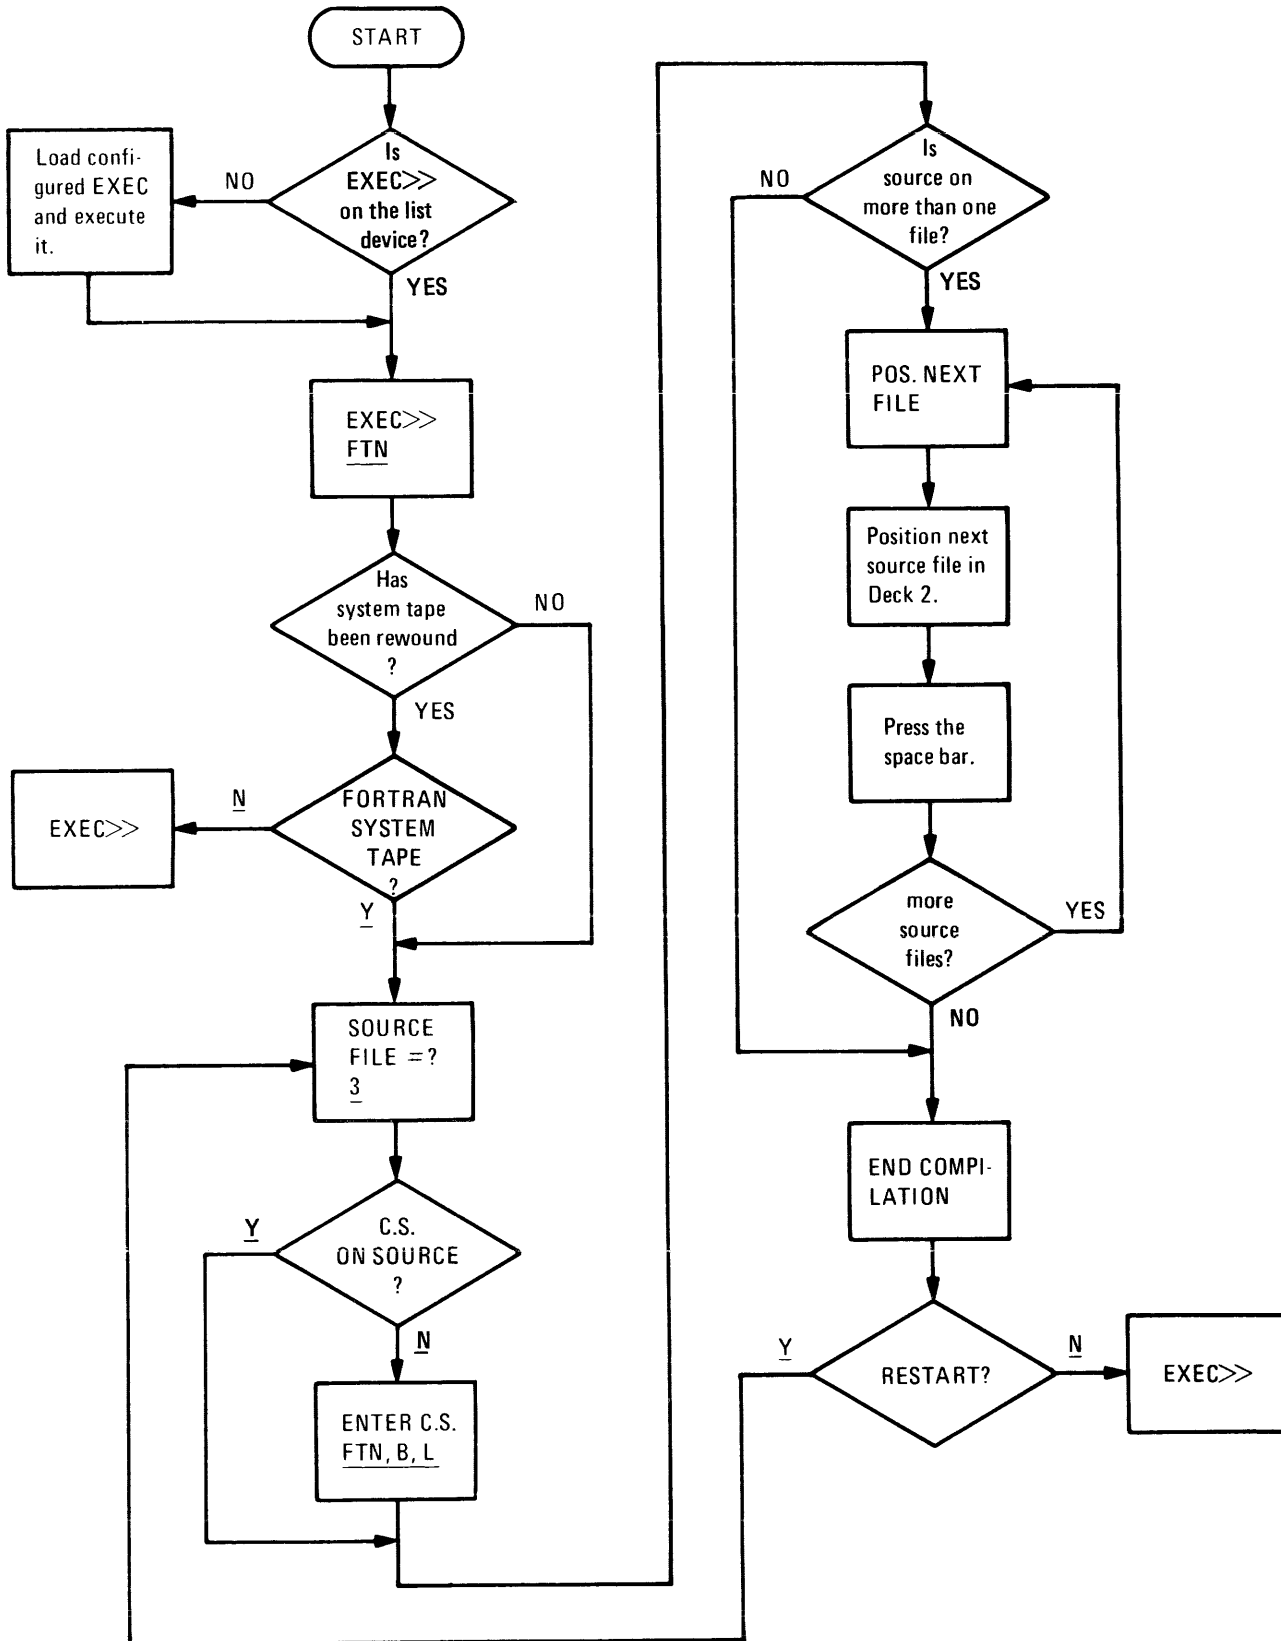 START
Is
EXEC>>
on the list
device?
NO
Load confi-
gured EXEC
and execute
it.
YES
EXEC>>
FTN
Has
system tape
been rewound
?
NO
YES
FORTRAN
SYSTEM
TAPE
?
N
EXEC>>
Y
SOURCE
FILE =?
3
C.S.
ON SOURCE
?
Y
N
ENTER C.S.
FTN, B, L
Is
source on
more than one
file?
NO
YES
POS. NEXT
FILE
Position next
source file in
Deck 2.
Press the
space bar.
more
source
files?
YES
NO
END COMPI-
LATION
RESTART?
Y
N
EXEC>>